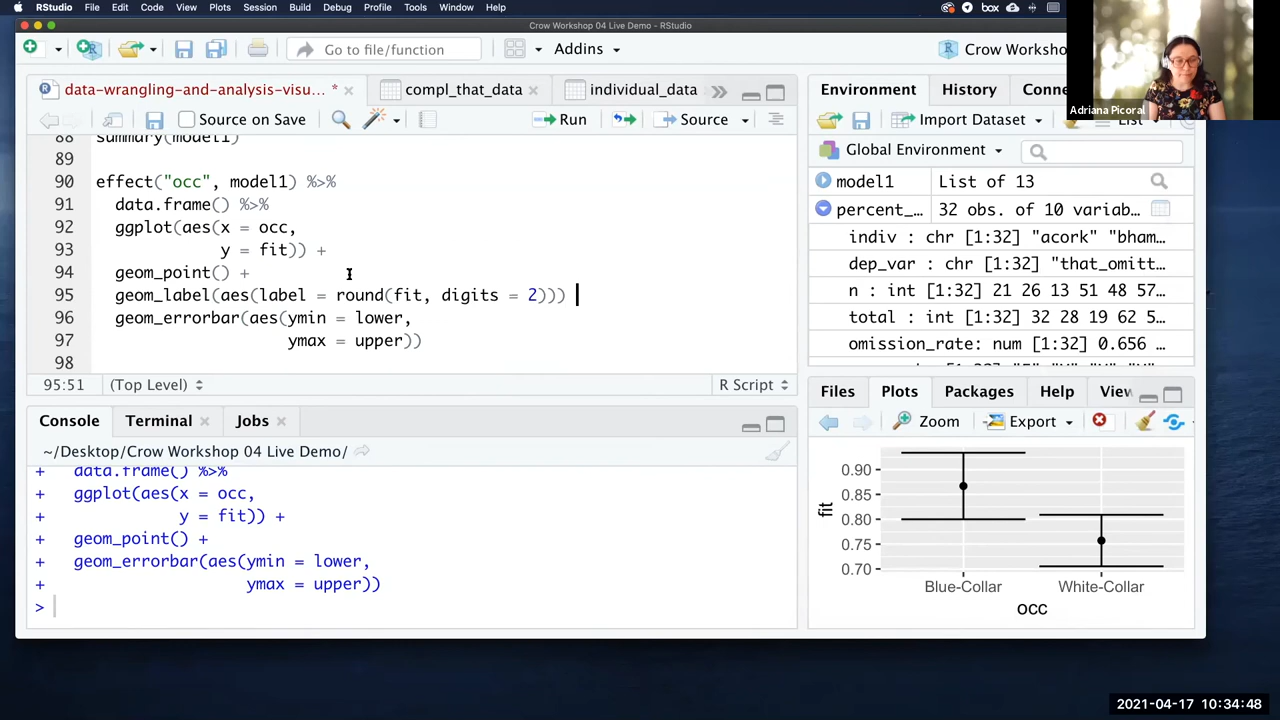 RStudio File Edit Code View Plots Session Build Debug Profile Tools Window Help box
Crow Workshop 04 Live Demo - RStudio
Go to file/function Addins Crow Worksho
Adriana Picoral
data-wrangling-and-analysis-visu... * compl_that_data individual_data
Source on Save Run Source
88 summary(model1)
89
90 effect("occ", model1) %>%
91 data.frame() %>%
92 ggplot(aes(x = occ,
93 y = fit)) +
94 geom_point() +
95 geom_label(aes(label = round(fit, digits = 2)))
96 geom_errorbar(aes(ymin = lower,
97 ymax = upper))
98
95:51 (Top Level) R Script
Console Terminal Jobs
~/Desktop/Crow Workshop 04 Live Demo/
+ data.frame() %>%
+ ggplot(aes(x = occ,
+ y = fit)) +
+ geom_point() +
+ geom_errorbar(aes(ymin = lower,
+ ymax = upper))
>
Environment History Conne
Import Dataset List
Global Environment
model1 List of 13
percent_… 32 obs. of 10 variab…
indiv : chr [1:32] "acork" "bham…
dep_var : chr [1:32] "that_omitt…
n : int [1:32] 21 26 13 51 48 57…
total : int [1:32] 32 28 19 62 5…
omission_rate: num [1:32] 0.656 …
Files Plots Packages Help View
Zoom Export
0.90
0.85
0.80
0.75
0.70
fit
Blue-Collar White-Collar
occ
2021-04-17 10:34:48